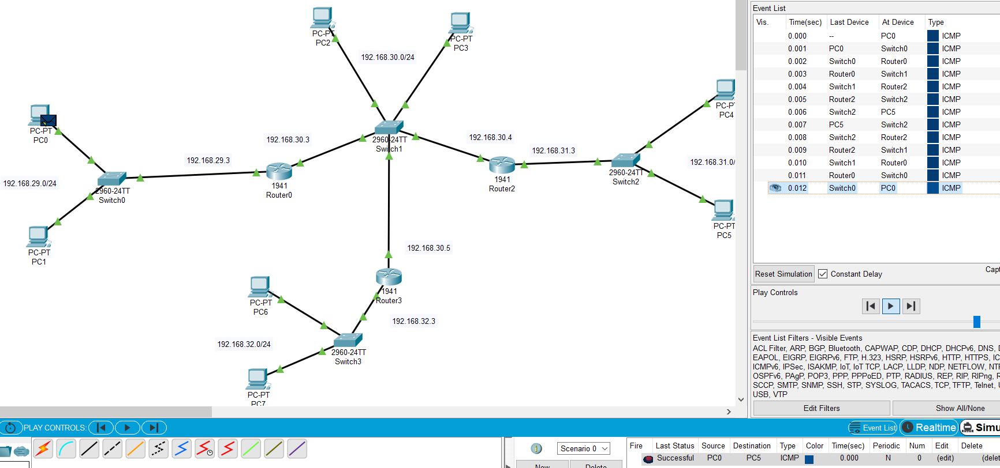 PC-PT
PC2
PC-PT
PC3
192.168.30.0/24
PC-PT
PC0
PC-PT
PC4
192.168.30.3
2960-24TT
Switch1
192.168.30.4
192.168.29.3
192.168.31.3
192.168.31.0/
192.168.29.0/24
2960-24TT
Switch0
1941
Router0
1941
Router2
2960-24TT
Switch2
PC-PT
PC1
PC-PT
PC5
192.168.30.5
1941
Router3
PC-PT
PC6
192.168.32.3
192.168.32.0/24
2960-24TT
Switch3
PC-PT
PC7
Event List
Vis. Time(sec) Last Device At Device Type
0.000 -- PC0 ICMP
0.001 PC0 Switch0 ICMP
0.002 Switch0 Router0 ICMP
0.003 Router0 Switch1 ICMP
0.004 Switch1 Router2 ICMP
0.005 Router2 Switch2 ICMP
0.006 Switch2 PC5 ICMP
0.007 PC5 Switch2 ICMP
0.008 Switch2 Router2 ICMP
0.009 Router2 Switch1 ICMP
0.010 Switch1 Router0 ICMP
0.011 Router0 Switch0 ICMP
0.012 Switch0 PC0 ICMP
Reset Simulation Constant Delay Capt
Play Controls
Event List Filters - Visible Events
ACL Filter, ARP, BGP, Bluetooth, CAPWAP, CDP, DHCP, DHCPv6, DNS,
EAPOL, EIGRP, EIGRPv6, FTP, H.323, HSRP, HSRPv6, HTTP, HTTPS, IC
ICMPv6, IPSec, ISAKMP, IoT, IoT TCP, LACP, LLDP, NDP, NETFLOW, NT
OSPFv6, PAgP, POP3, PPP, PPPoED, PTP, RADIUS, REP, RIP, RIPng,
SCCP, SMTP, SNMP, SSH, STP, SYSLOG, TACACS, TCP, TFTP, Telnet,
USB, VTP
Edit Filters Show All/None
PLAY CONTROLS: Event List Realtime Simu
Scenario 0
New Delete
Fire Last Status Source Destination Type Color Time(sec) Periodic Num Edit Delete
Successful PC0 PC5 ICMP 0.000 N 0 (edit) (delet